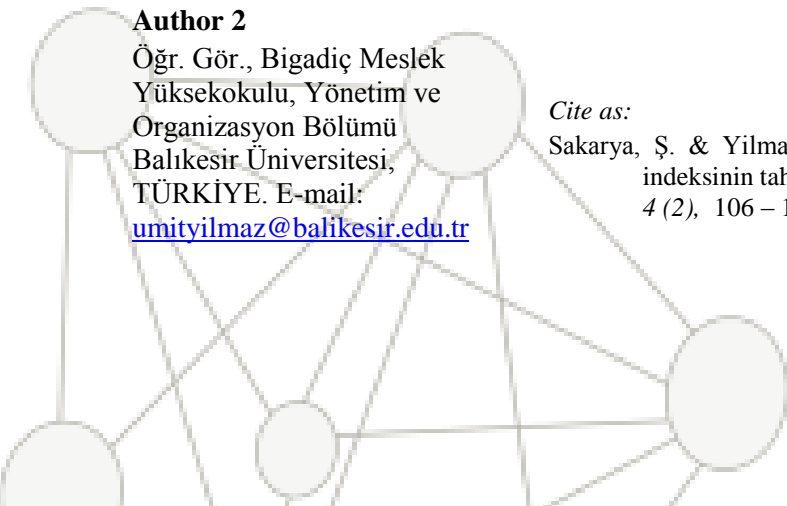 Author 2
Öğr. Gör., Bigadiç Meslek
Yüksekokulu, Yönetim ve
Organizasyon Bölümü
Balıkesir Üniversitesi,
TÜRKİYE. E-mail:
umityilmaz@balikesir.edu.tr
Cite as:
Sakarya, Ş. & Yilma
indeksinin tah
4 (2), 106 – 1